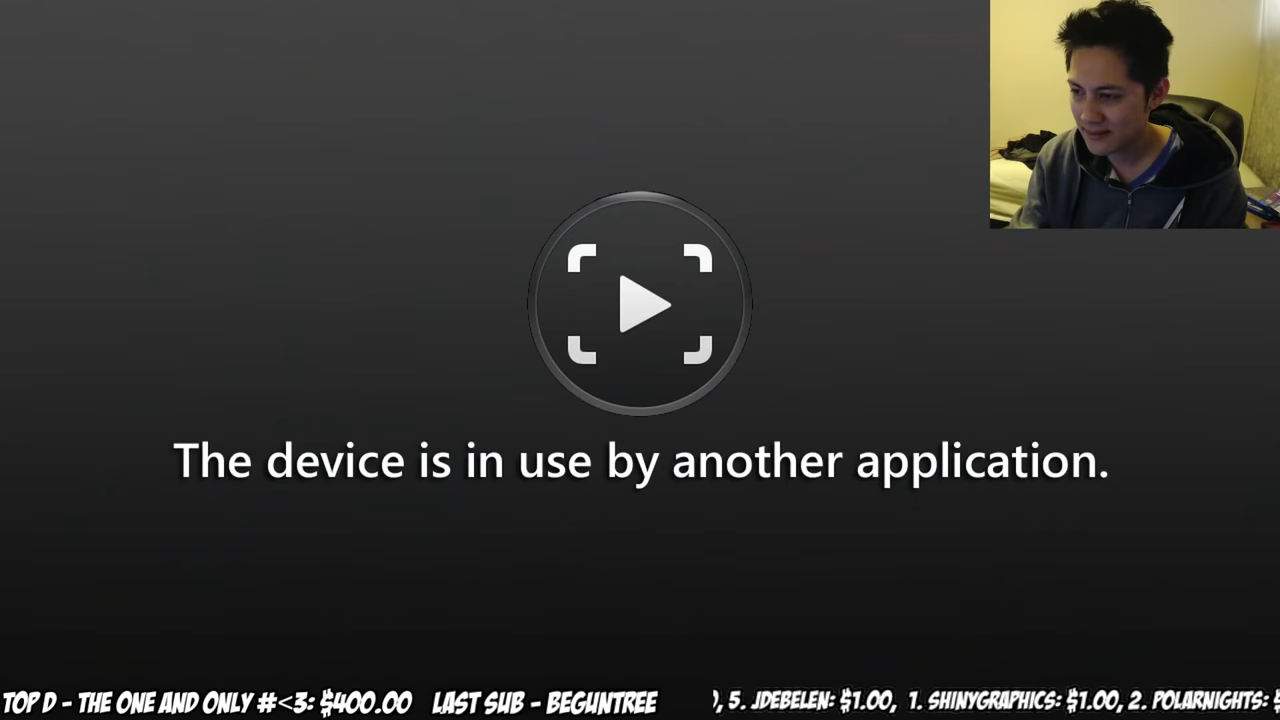 The device is in use by another application.
TOP D - THE ONE AND ONLY #<3: $400.00 LAST SUB - BEGUNTREE ), 5. JDEBELEN: $1.00, 1. SHINYGRAPHICS: $1.00, 2. POLARNIGHTS: $